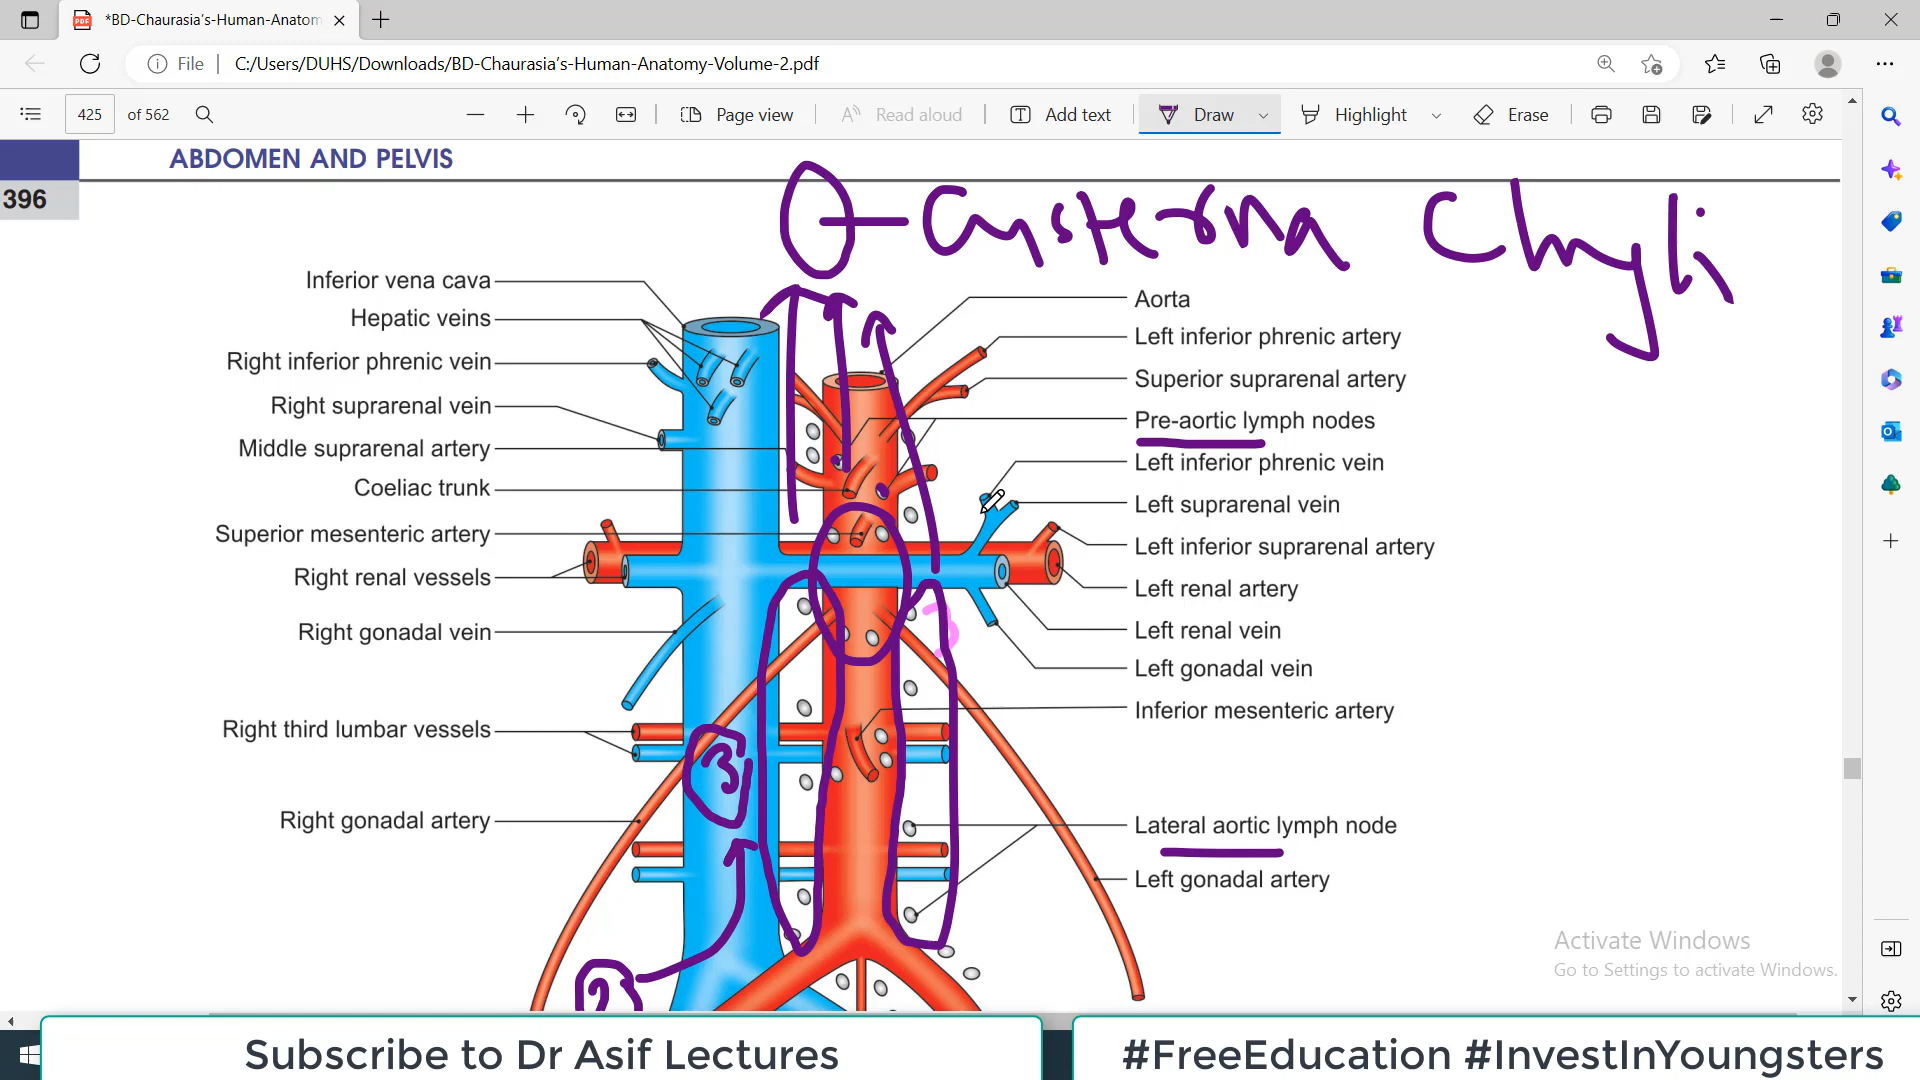 *BD-Chaurasia's-Human-Anatom
File
C:/Users/DUHS/Downloads/BD-Chaurasia's-Human-Anatomy-Volume-2.pdf
425 of 562
Page view
Read aloud
Add text
Draw
Highlight
Erase
ABDOMEN AND PELVIS
396
Cysterna Chyli
Inferior vena cava
Hepatic veins
Right inferior phrenic vein
Right suprarenal vein
Middle suprarenal artery
Coeliac trunk
Superior mesenteric artery
Right renal vessels
Right gonadal vein
Right third lumbar vessels
Right gonadal artery
Aorta
Left inferior phrenic artery
Superior suprarenal artery
Pre-aortic lymph nodes
Left inferior phrenic vein
Left suprarenal vein
Left inferior suprarenal artery
Left renal artery
Left renal vein
Left gonadal vein
Inferior mesenteric artery
Lateral aortic lymph node
Left gonadal artery
3
3
2
Activate Windows
Go to Settings to activate Windows.
Subscribe to Dr Asif Lectures
#FreeEducation #InvestInYoungsters